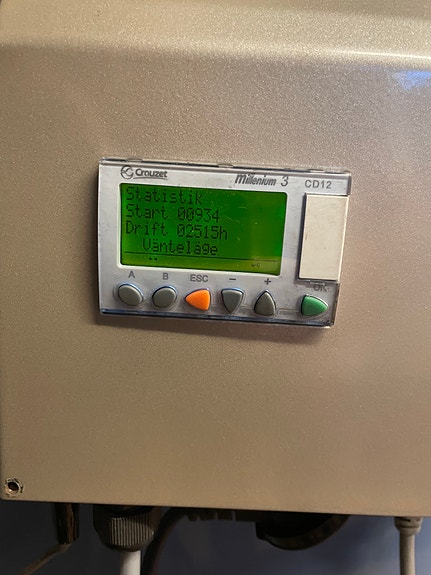 Crouzet
Millenium 3 CD12
Statistik
Start 00934
Drift 02515h
Vänteläge
A B ESC − +
OK